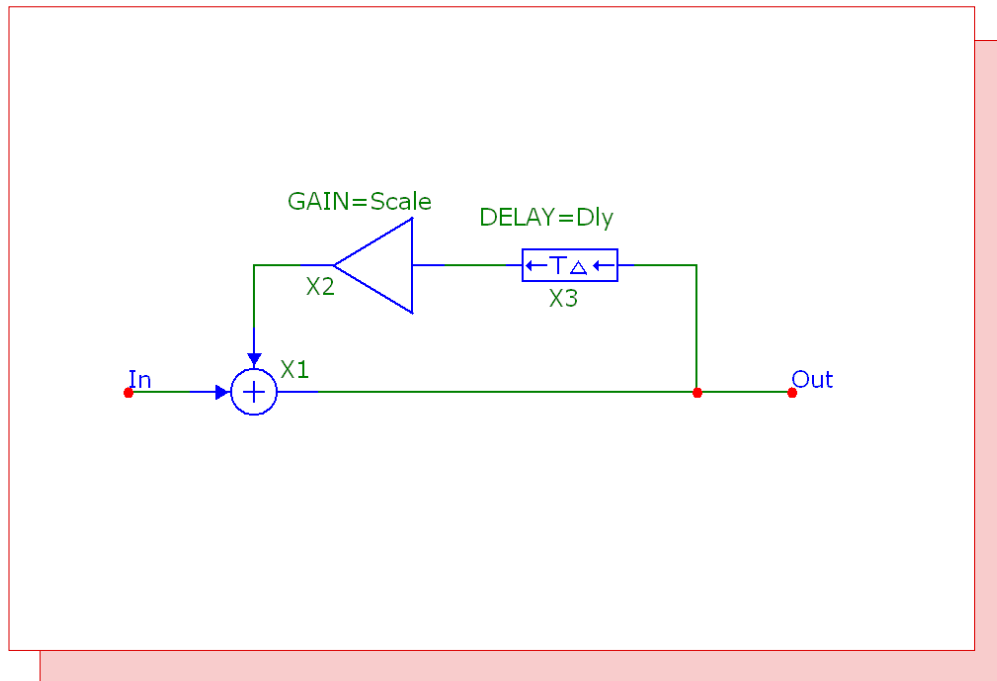 GAIN=Scale
DELAY=Dly
T△
X2
X3
X1
In
+
Out